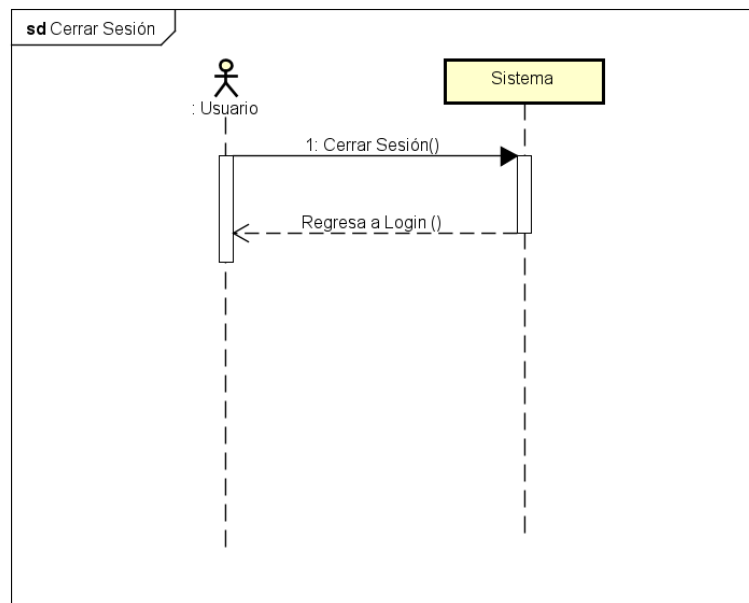 sd Cerrar Sesión
: Usuario
Sistema
1: Cerrar Sesión()
Regresa a Login ()